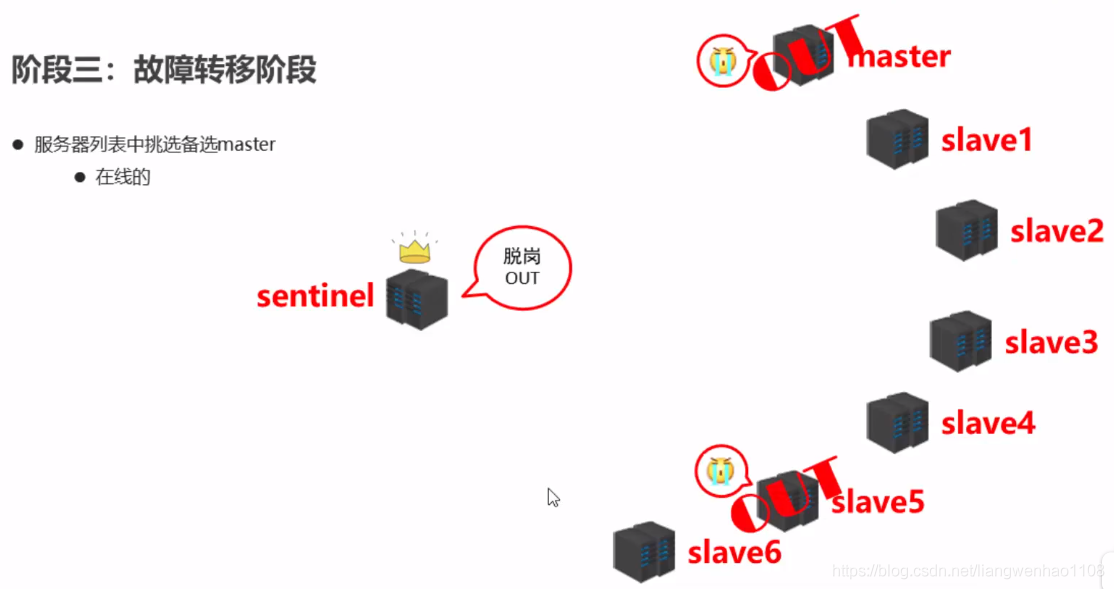 阶段三：故障转移阶段
● 服务器列表中挑选备选master
● 在线的
sentinel
脱岗
OUT
OUT
master
slave1
slave2
slave3
slave4
OUT
slave5
slave6
https://blog.csdn.net/liangwenhao1108